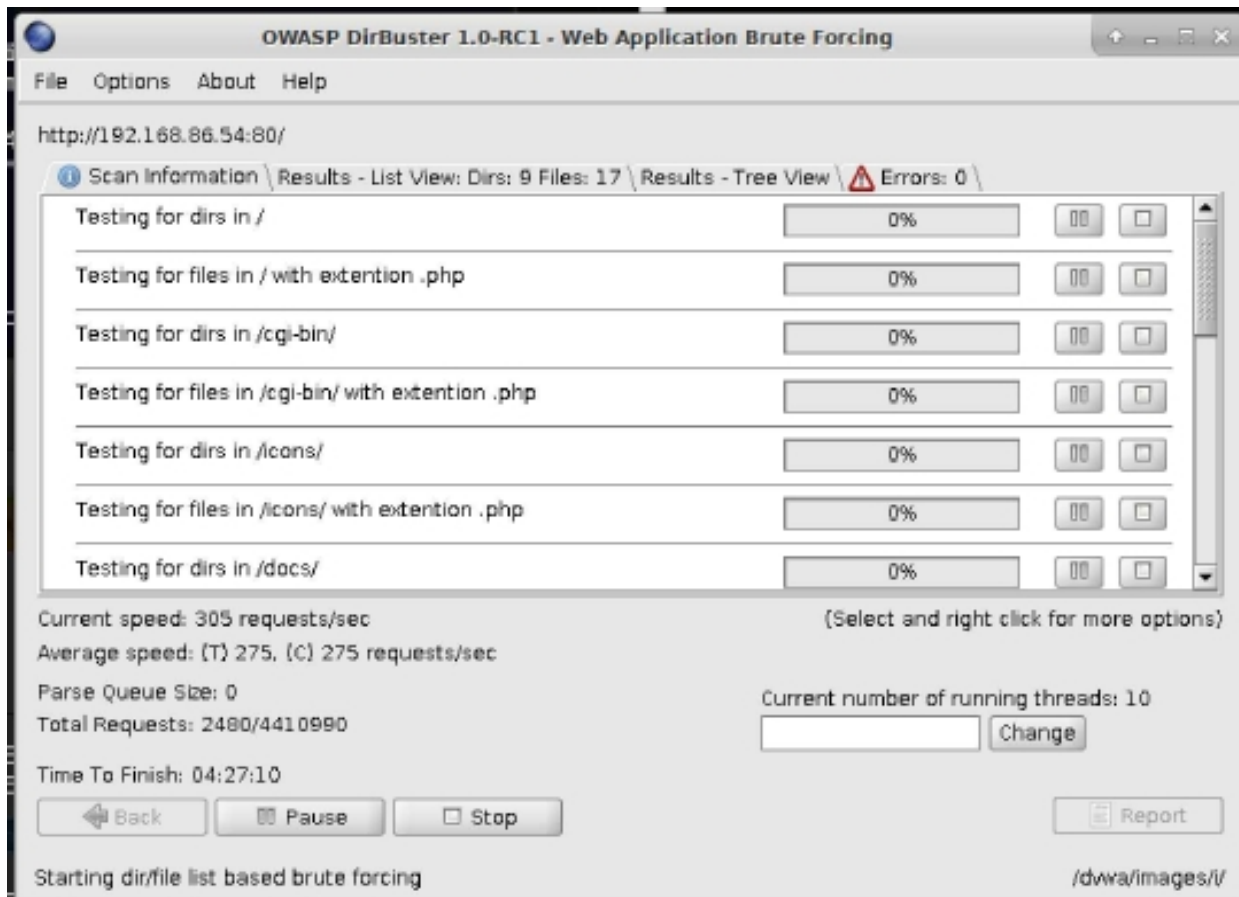 OWASP DirBuster 1.0-RC1 - Web Application Brute Forcing
File Options About Help
http://192.168.86.54:80/
Scan Information Results - List View: Dirs: 9 Files: 17 Results - Tree View Errors: 0
Testing for dirs in / 0%
Testing for files in / with extention .php 0%
Testing for dirs in /cgi-bin/ 0%
Testing for files in /cgi-bin/ with extention .php 0%
Testing for dirs in /icons/ 0%
Testing for files in /icons/ with extention .php 0%
Testing for dirs in /docs/ 0%
Current speed: 305 requests/sec (Select and right click for more options)
Average speed: (T) 275, (C) 275 requests/sec
Parse Queue Size: 0
Current number of running threads: 10
Total Requests: 2480/4410990
Change
Time To Finish: 04:27:10
Back Pause Stop Report
Starting dir/file list based brute forcing /dvwa/images/i/